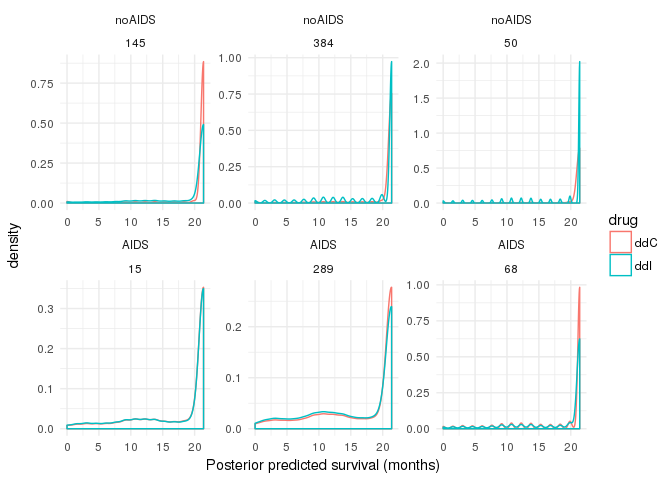 noAIDS noAIDS noAIDS
145 384 50
0.75
0.50
0.25
0.00
1.00
0.75
0.50
0.25
0.00
2.0
1.5
1.0
0.5
0.0
0 5 10 15 20 0 5 10 15 20 0 5 10 15 20
AIDS AIDS AIDS
15 289 68
0.3
0.2
0.1
0.0
0.2
0.1
0.0
1.00
0.75
0.50
0.25
0.00
0 5 10 15 20 0 5 10 15 20 0 5 10 15 20
Posterior predicted survival (months)
density
drug
ddC
ddI